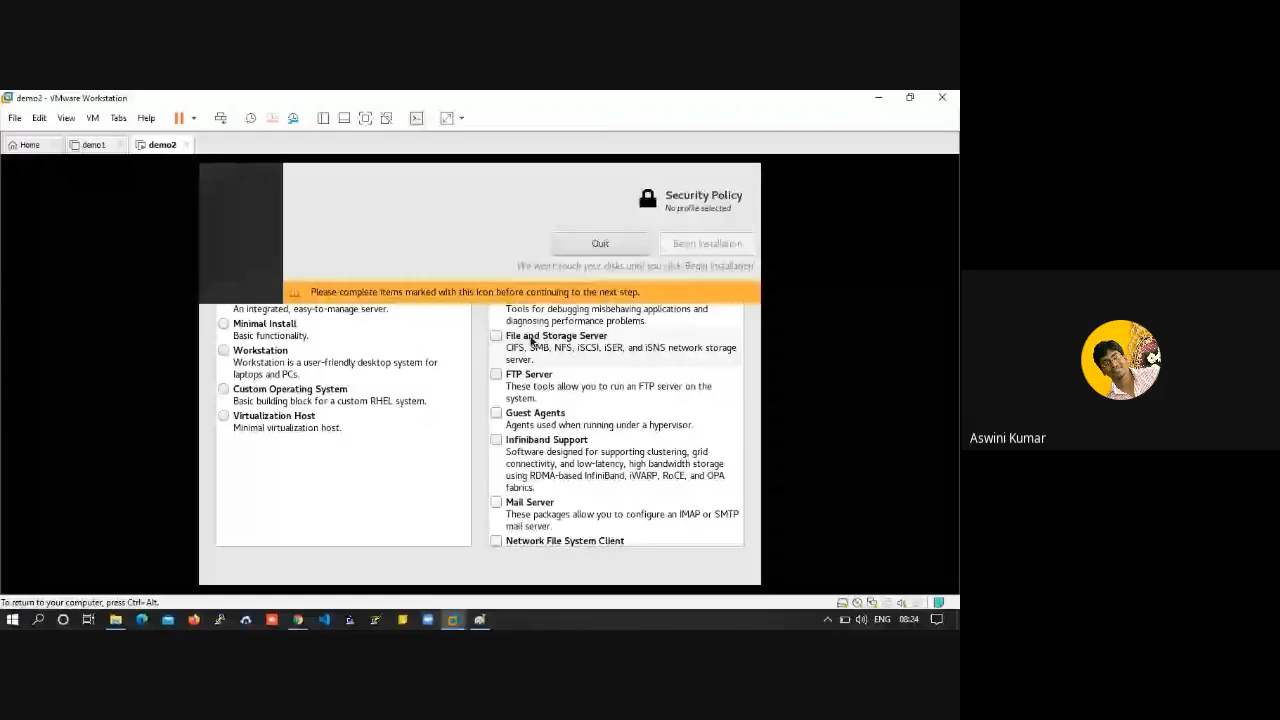 demo2 - VMware Workstation
File Edit View VM Tabs Help
Home demo1 demo2
Security Policy
No profile selected
Quit Begin Installation
We won't touch your disks until you click 'Begin Installation'.
Please complete items marked with this icon before continuing to the next step.
An integrated, easy-to-manage server.
Minimal Install
Basic functionality.
Workstation
Workstation is a user-friendly desktop system for
laptops and PCs.
Custom Operating System
Basic building block for a custom RHEL system.
Virtualization Host
Minimal virtualization host.
Tools for debugging misbehaving applications and
diagnosing performance problems.
File and Storage Server
CIFS, SMB, NFS, iSCSI, iSER, and iSNS network storage
server.
FTP Server
These tools allow you to run an FTP server on the
system.
Guest Agents
Agents used when running under a hypervisor.
Infiniband Support
Software designed for supporting clustering, grid
connectivity, and low-latency, high bandwidth storage
using RDMA-based InfiniBand, iWARP, RoCE, and OPA
fabrics.
Mail Server
These packages allow you to configure an IMAP or SMTP
mail server.
Network File System Client
To return to your computer, press Ctrl+Alt.
ENG 08:24
Aswini Kumar